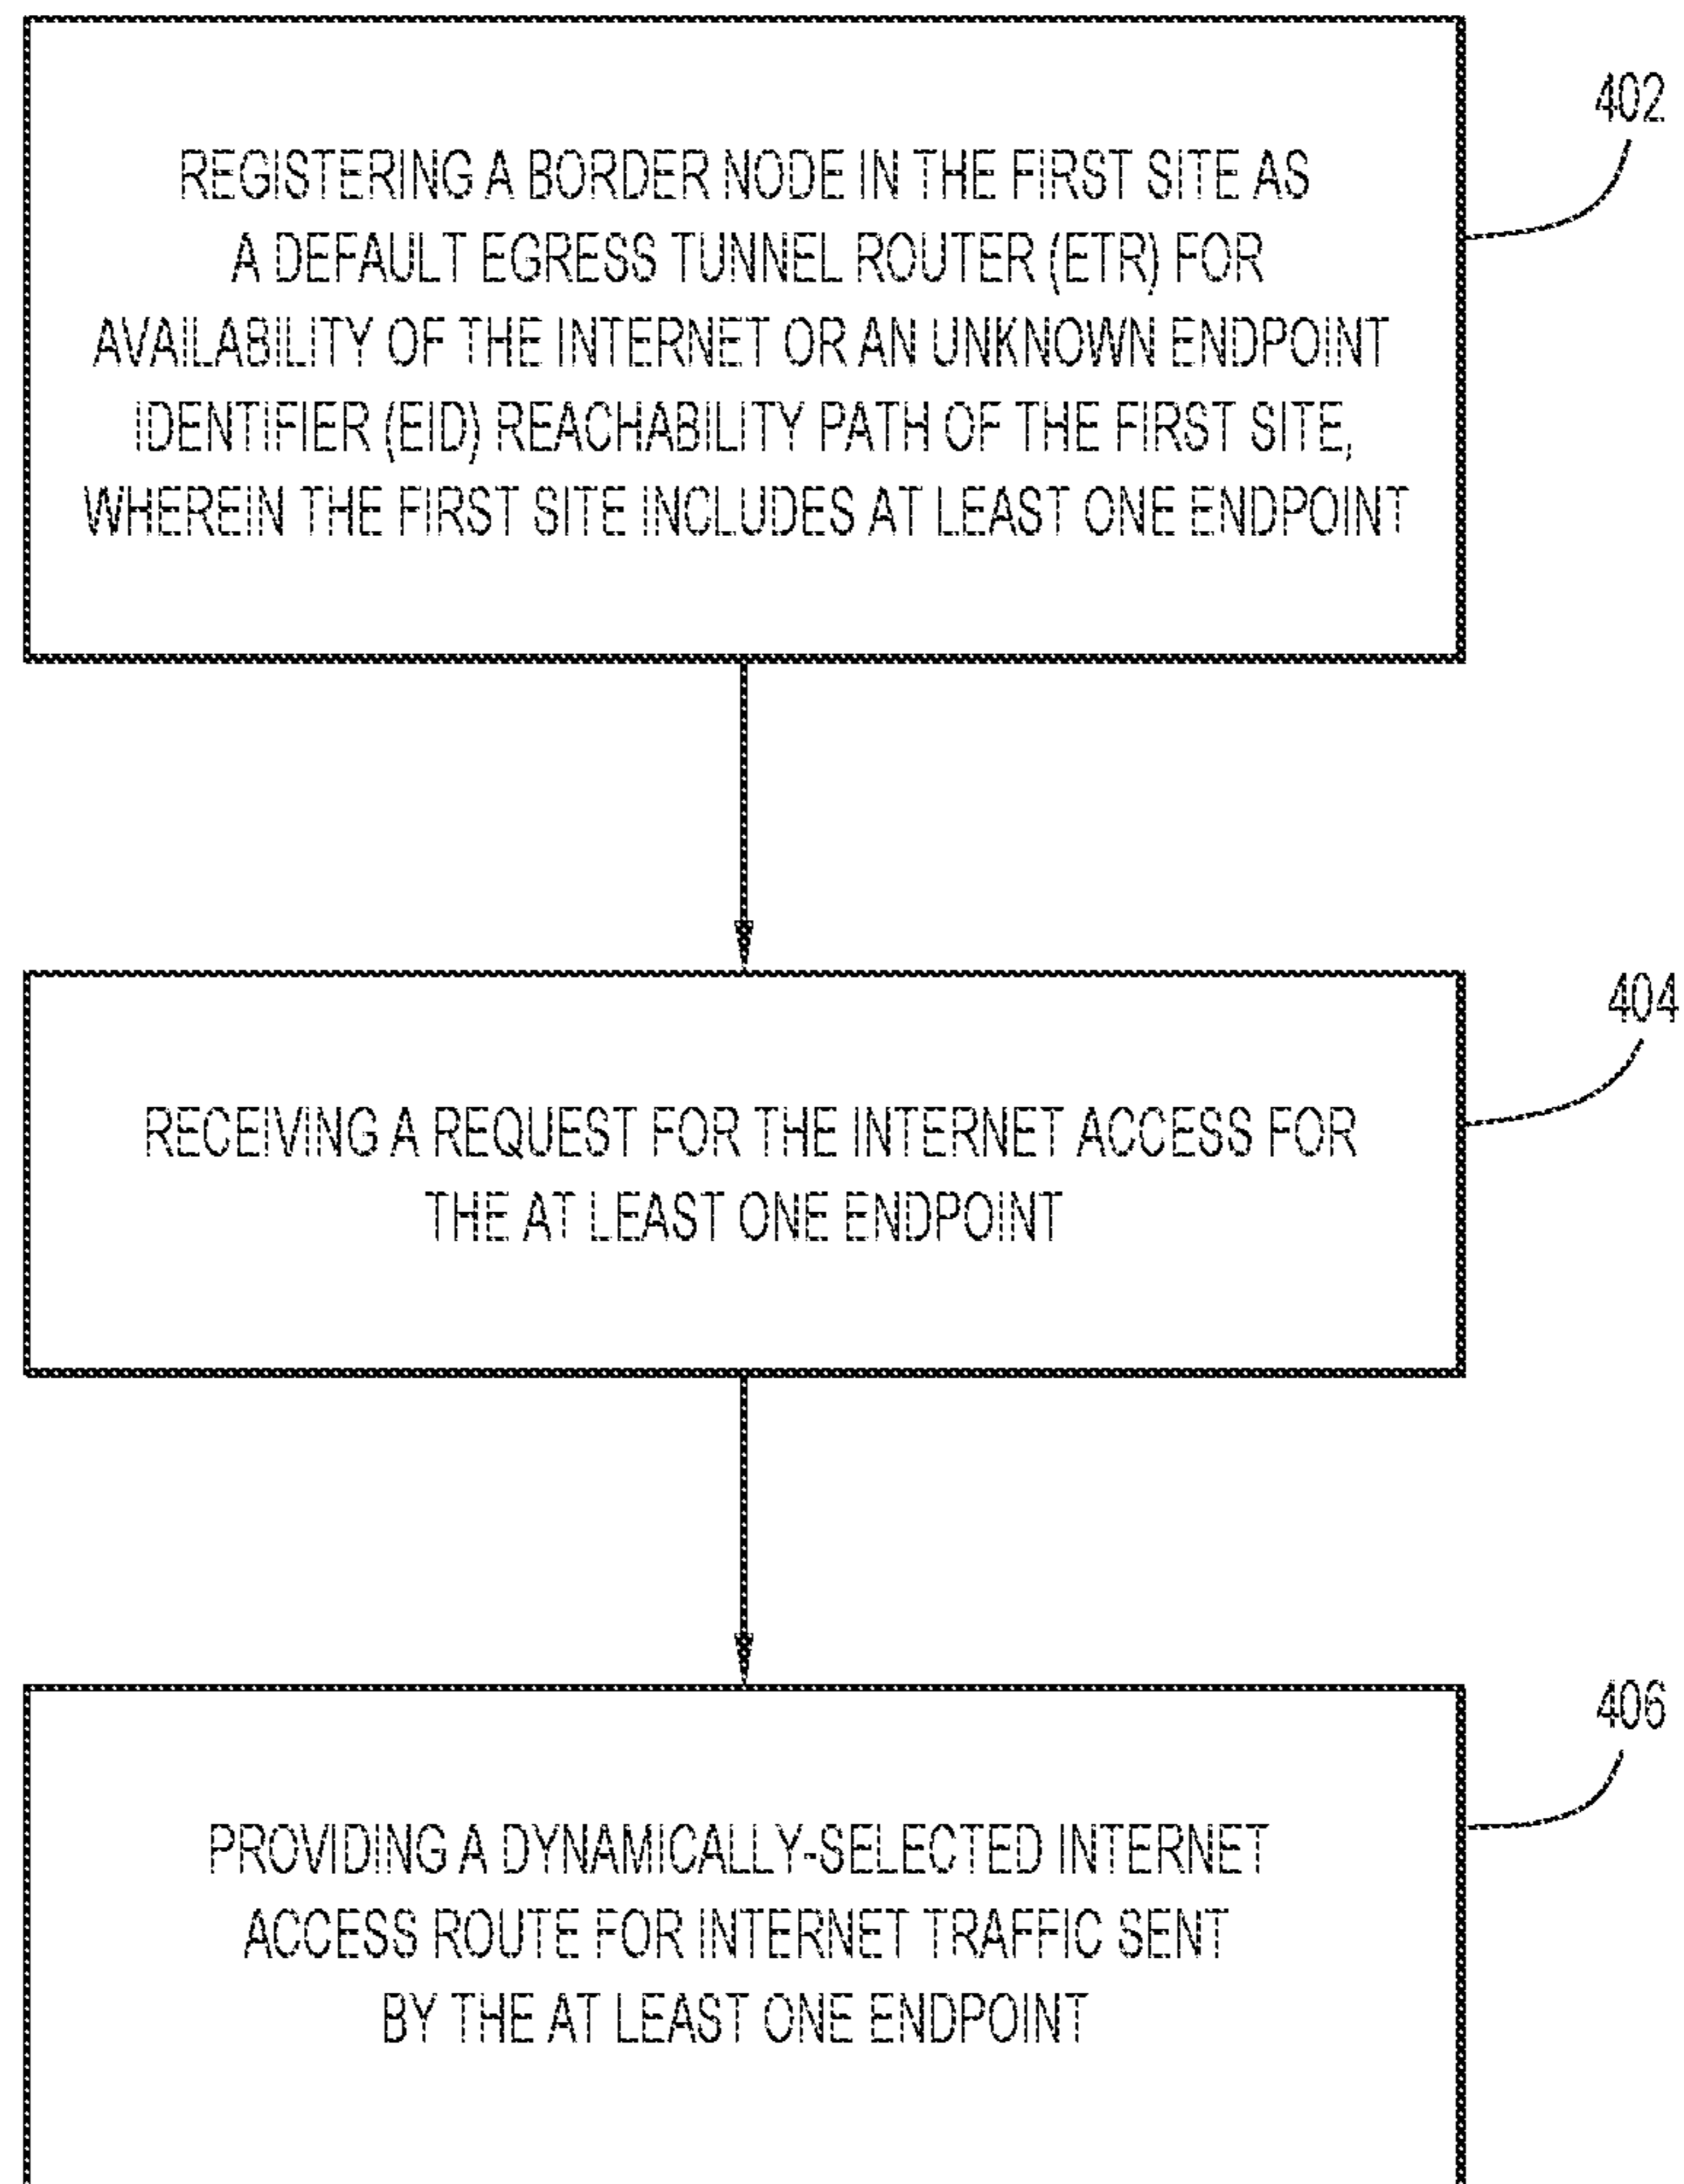 402
REGISTERING A BORDER NODE IN THE FIRST SITE AS
A DEFAULT EGRESS TUNNEL ROUTER (ETR) FOR
AVAILABILITY OF THE INTERNET OR AN UNKNOWN ENDPOINT
IDENTIFIER (EID) REACHABILITY PATH OF THE FIRST SITE,
WHEREIN THE FIRST SITE INCLUDES AT LEAST ONE ENDPOINT
404
RECEIVING A REQUEST FOR THE INTERNET ACCESS FOR
THE AT LEAST ONE ENDPOINT
406
PROVIDING A DYNAMICALLY-SELECTED INTERNET
ACCESS ROUTE FOR INTERNET TRAFFIC SENT
BY THE AT LEAST ONE ENDPOINT